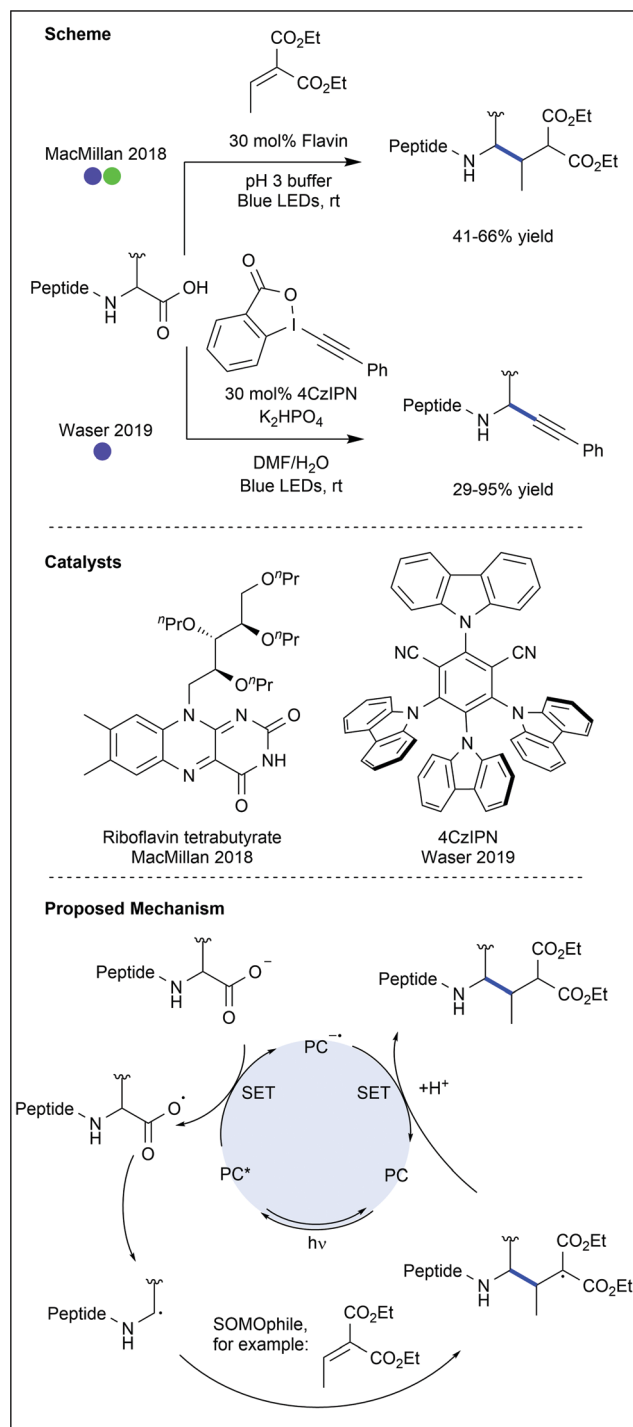 Scheme
CO₂Et
CO₂Et
MacMillan 2018
30 mol% Flavin
pH 3 buffer
Blue LEDs, rt
Peptide
N
H
CO₂Et
CO₂Et
41-66% yield
Peptide
N
H
OH
O
O
O
I
Ph
30 mol% 4CzIPN
K₂HPO₄
Waser 2019
DMF/H₂O
Blue LEDs, rt
Peptide
N
H
Ph
29-95% yield
Catalysts
OⁿPr
ⁿPrO
OⁿPr
OⁿPr
N
N
O
NH
N
O
Riboflavin tetrabutyrate
MacMillan 2018
N
NC
CN
N
N
N
4CzIPN
Waser 2019
Proposed Mechanism
Peptide
N
H
O⁻
O
Peptide
N
H
CO₂Et
CO₂Et
PC⁻•
SET
SET
+H⁺
Peptide
N
H
O•
O
PC*
PC
hν
Peptide
N
H
•
SOMOphile,
for example:
CO₂Et
CO₂Et
Peptide
N
H
CO₂Et
•
CO₂Et